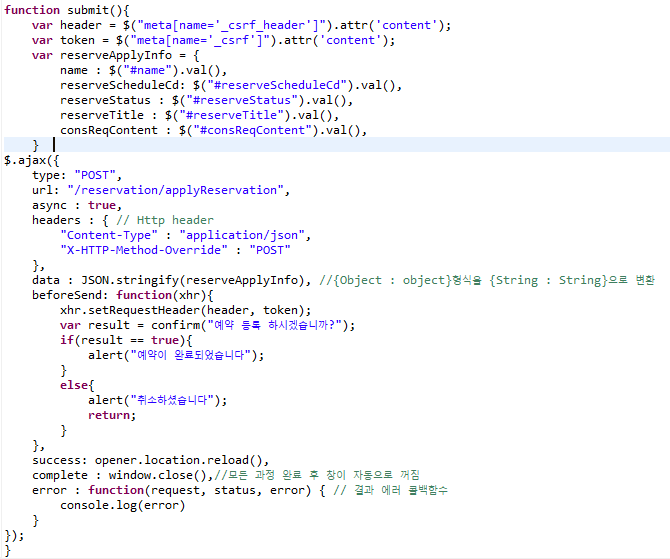 function submit(){
    var header = $("meta[name='_csrf_header']").attr('content');
    var token = $("meta[name='_csrf']").attr('content');
    var reserveApplyInfo = {
        name : $("#name").val(),
        reserveScheduleCd: $("#reserveScheduleCd").val(),
        reserveStatus : $("#reserveStatus").val(),
        reserveTitle : $("#reserveTitle").val(),
        consReqContent : $("#consReqContent").val(),
    }
$.ajax({
    type: "POST",
    url: "/reservation/applyReservation",
    async : true,
    headers : { // Http header
        "Content-Type" : "application/json",
        "X-HTTP-Method-Override" : "POST"
    },
    data : JSON.stringify(reserveApplyInfo), //{Object : object}형식을 {String : String}으로 변환
    beforeSend: function(xhr){
        xhr.setRequestHeader(header, token);
        var result = confirm("예약 등록 하시겠습니까?");
        if(result == true){
            alert("예약이 완료되었습니다");
        }
        else{
            alert("취소하셨습니다");
            return;
        }
    },
    success: opener.location.reload(),
    complete : window.close(),//모든 과정 완료 후 창이 자동으로 꺼짐
    error : function(request, status, error) { // 결과 에러 콜백함수
        console.log(error)
    }
});
}